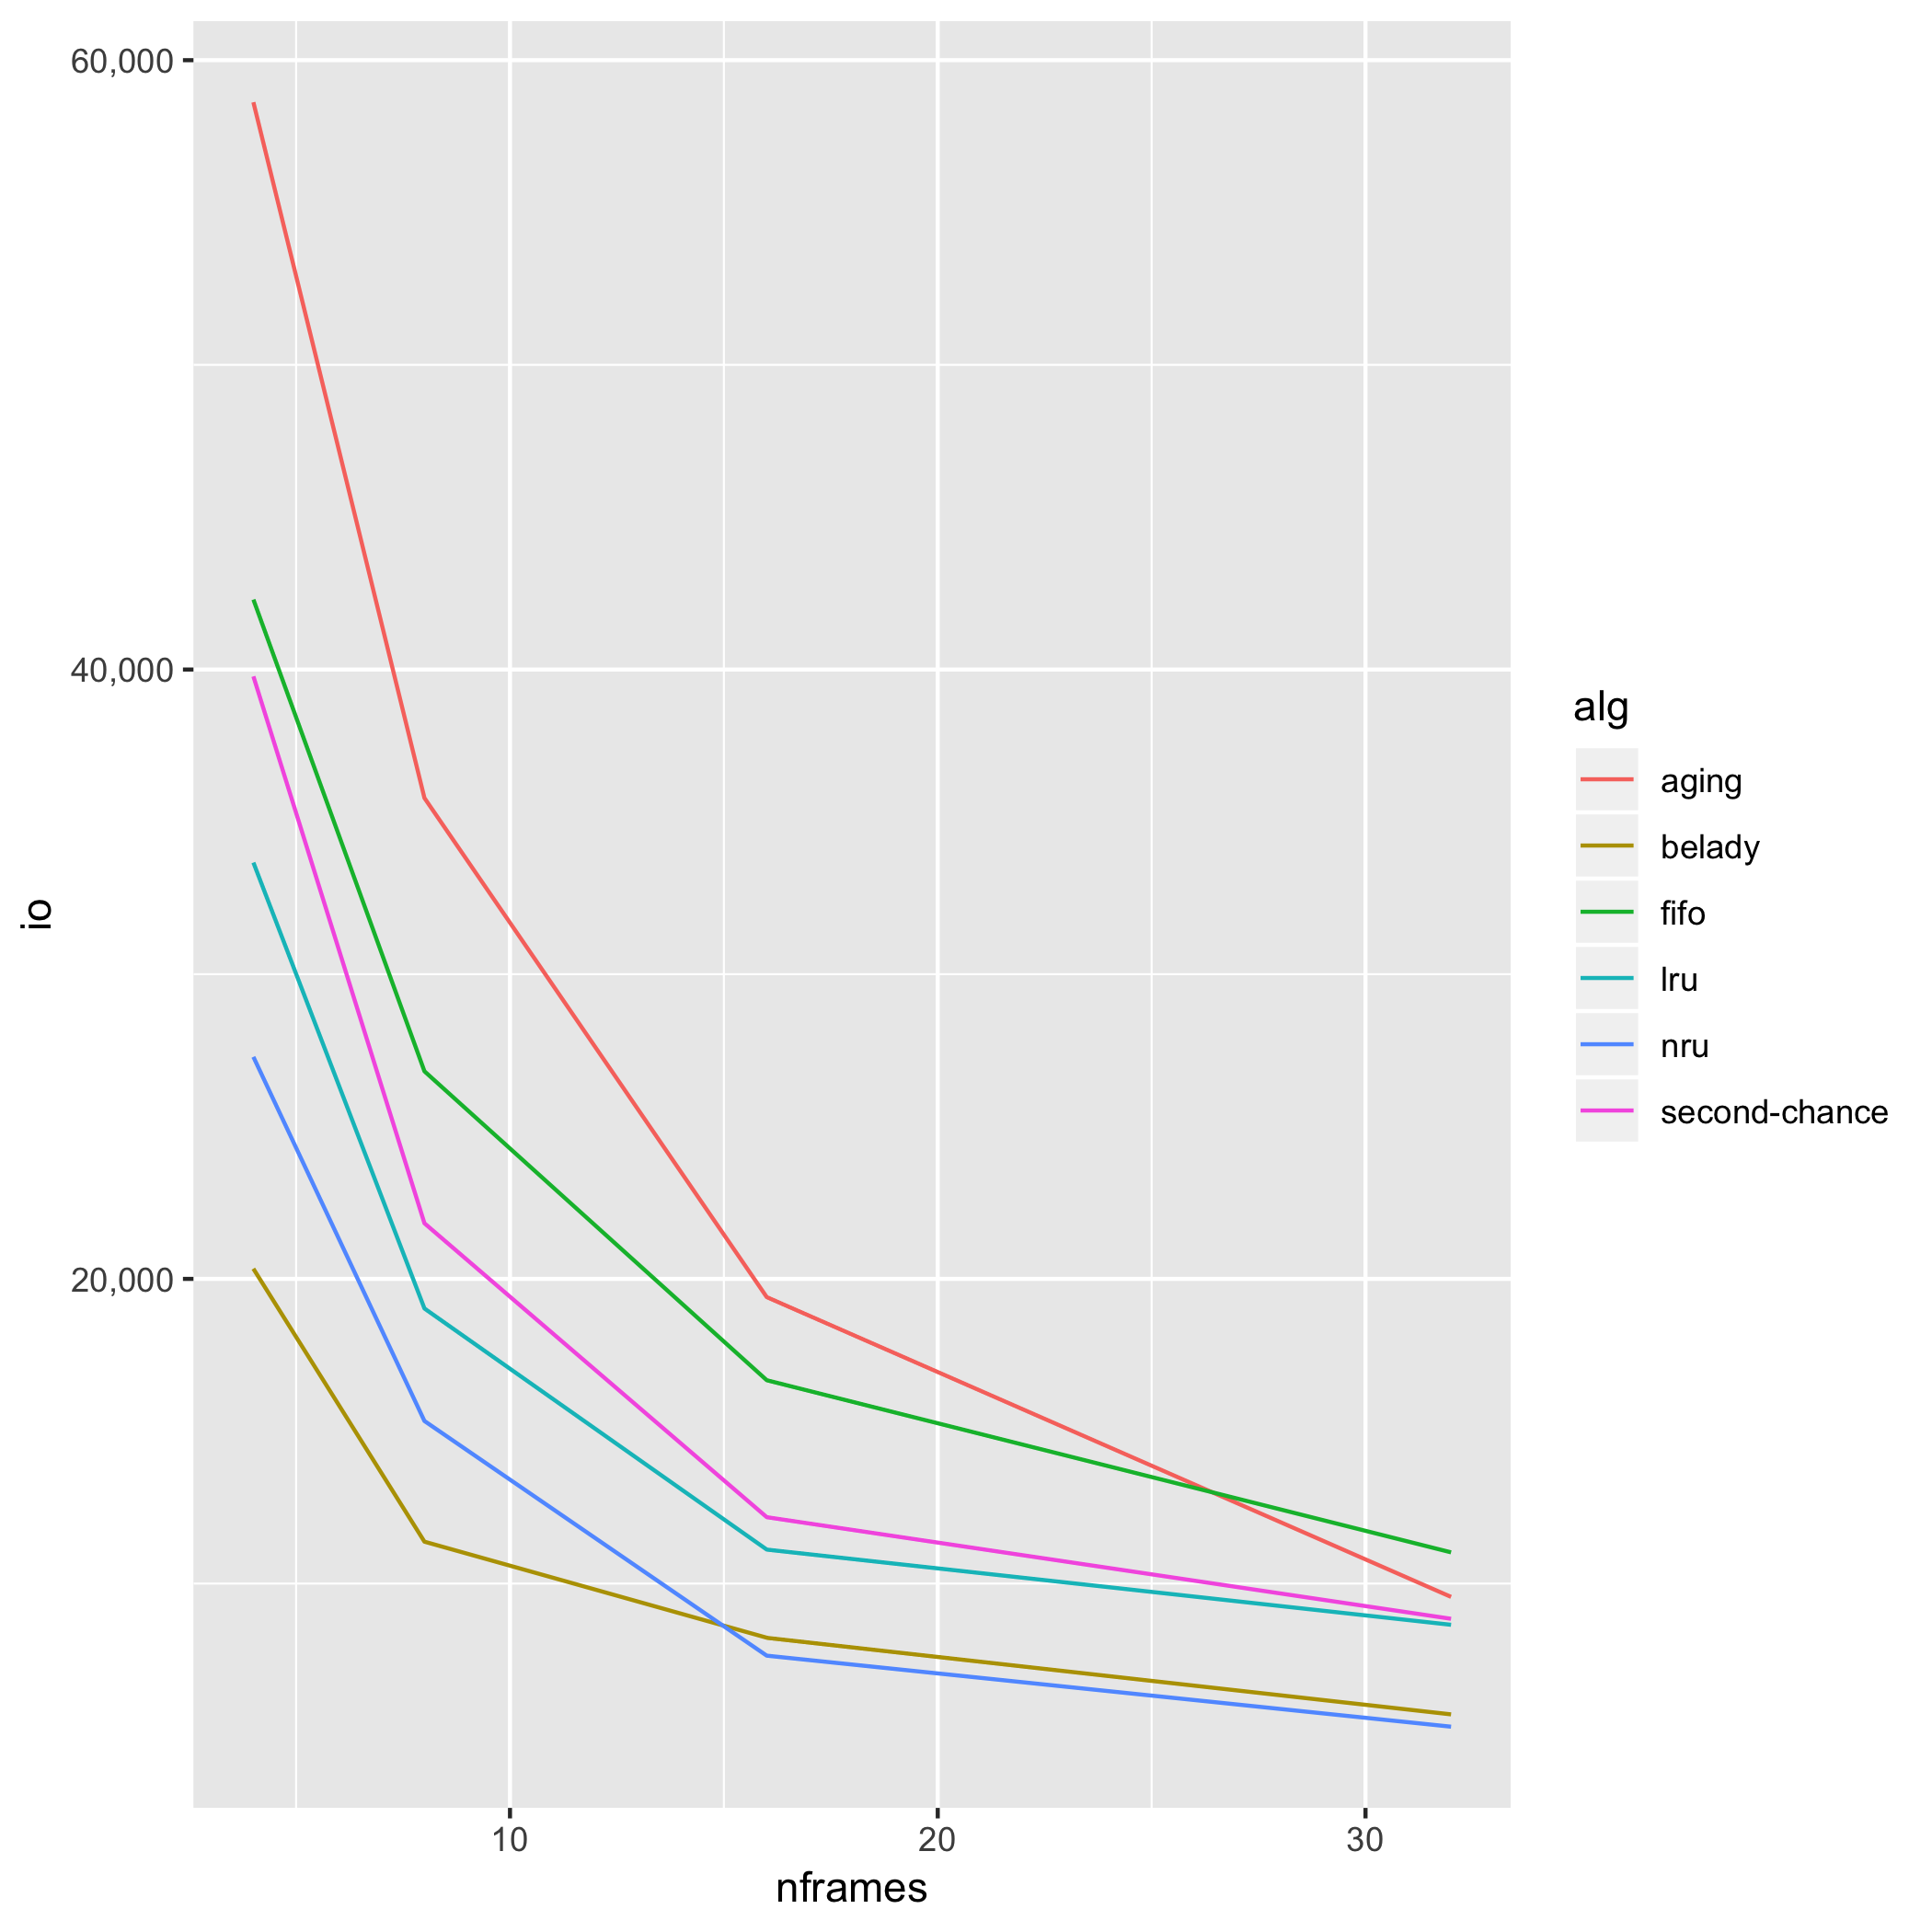 60,000
40,000
20,000
io
10
20
30
nframes
alg
aging
belady
fifo
lru
nru
second-chance